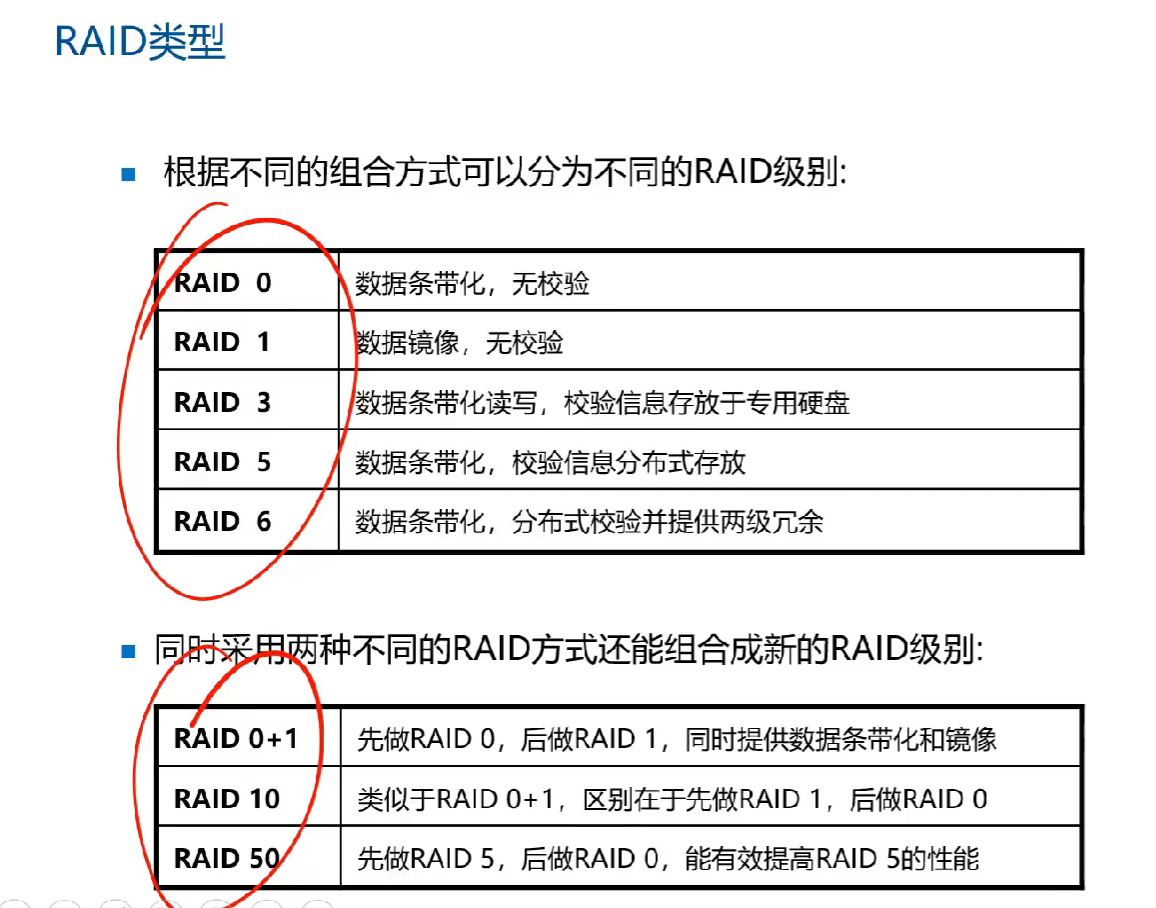 RAID类型
根据不同的组合方式可以分为不同的RAID级别:
RAID 0 数据条带化，无校验
RAID 1 数据镜像，无校验
RAID 3 数据条带化读写，校验信息存放于专用硬盘
RAID 5 数据条带化，校验信息分布式存放
RAID 6 数据条带化，分布式校验并提供两级冗余
同时采用两种不同的RAID方式还能组合成新的RAID级别:
RAID 0+1 先做RAID 0，后做RAID 1，同时提供数据条带化和镜像
RAID 10 类似于RAID 0+1，区别在于先做RAID 1，后做RAID 0
RAID 50 先做RAID 5，后做RAID 0，能有效提高RAID 5的性能